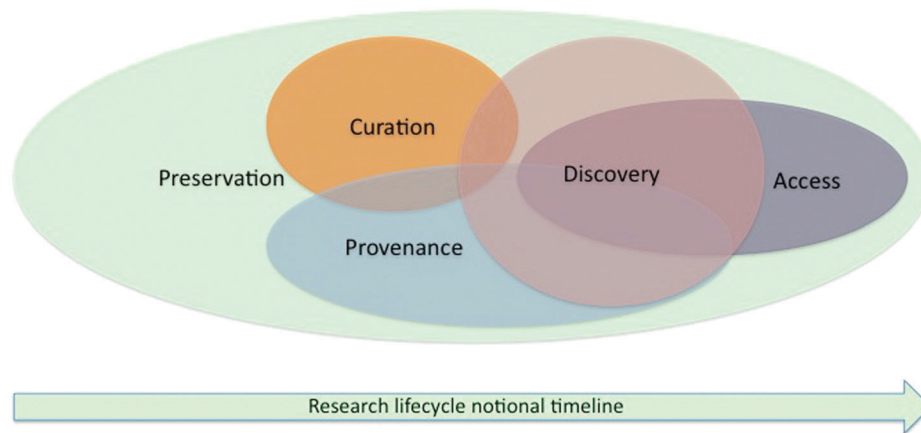 Curation
Preservation
Discovery
Access
Provenance
Research lifecycle notional timeline